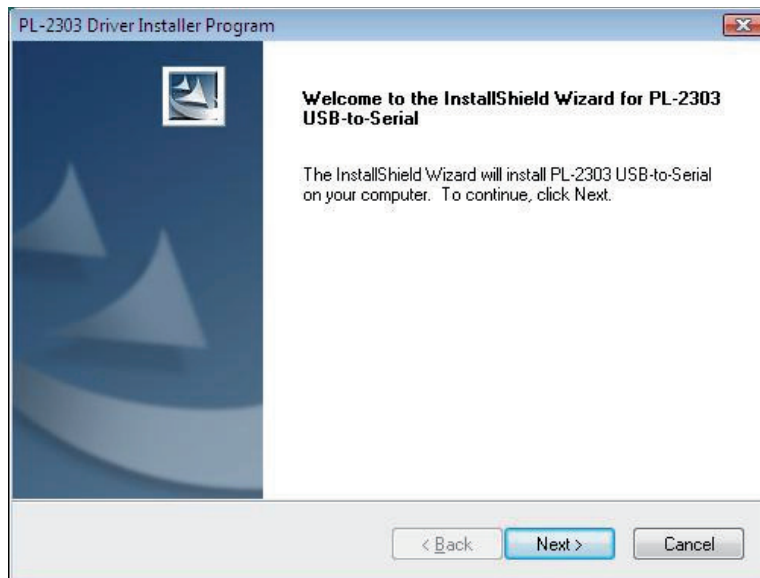 PL-2303 Driver Installer Program
Welcome to the InstallShield Wizard for PL-2303
USB-to-Serial
The InstallShield Wizard will install PL-2303 USB-to-Serial
on your computer. To continue, click Next.
< Back Next > Cancel